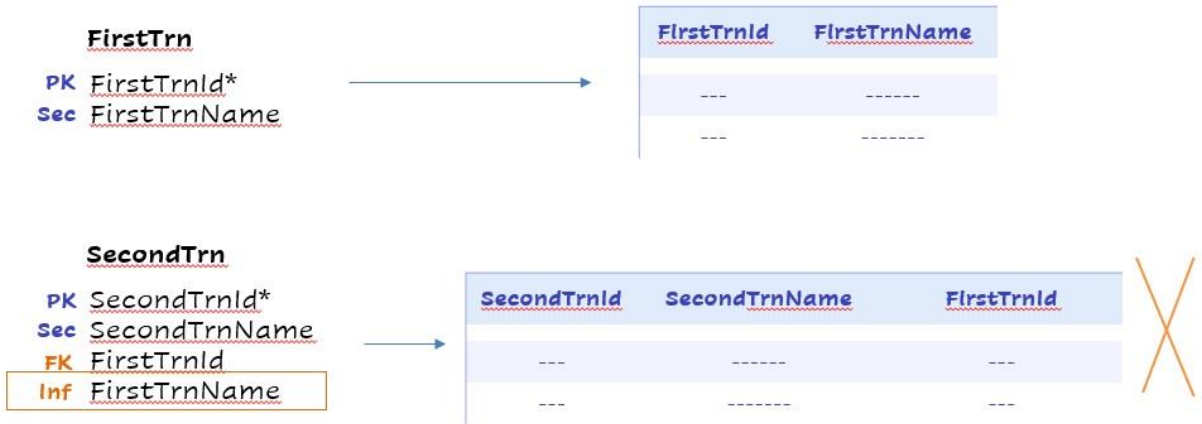 FirstTrn
PK FirstTrnId*
Sec FirstTrnName
FirstTrnId FirstTrnName
--- ------
--- -------
SecondTrn
PK SecondTrnId*
Sec SecondTrnName
FK FirstTrnId
Inf FirstTrnName
SecondTrnId SecondTrnName FirstTrnId
--- ------ ---
--- ------- ---